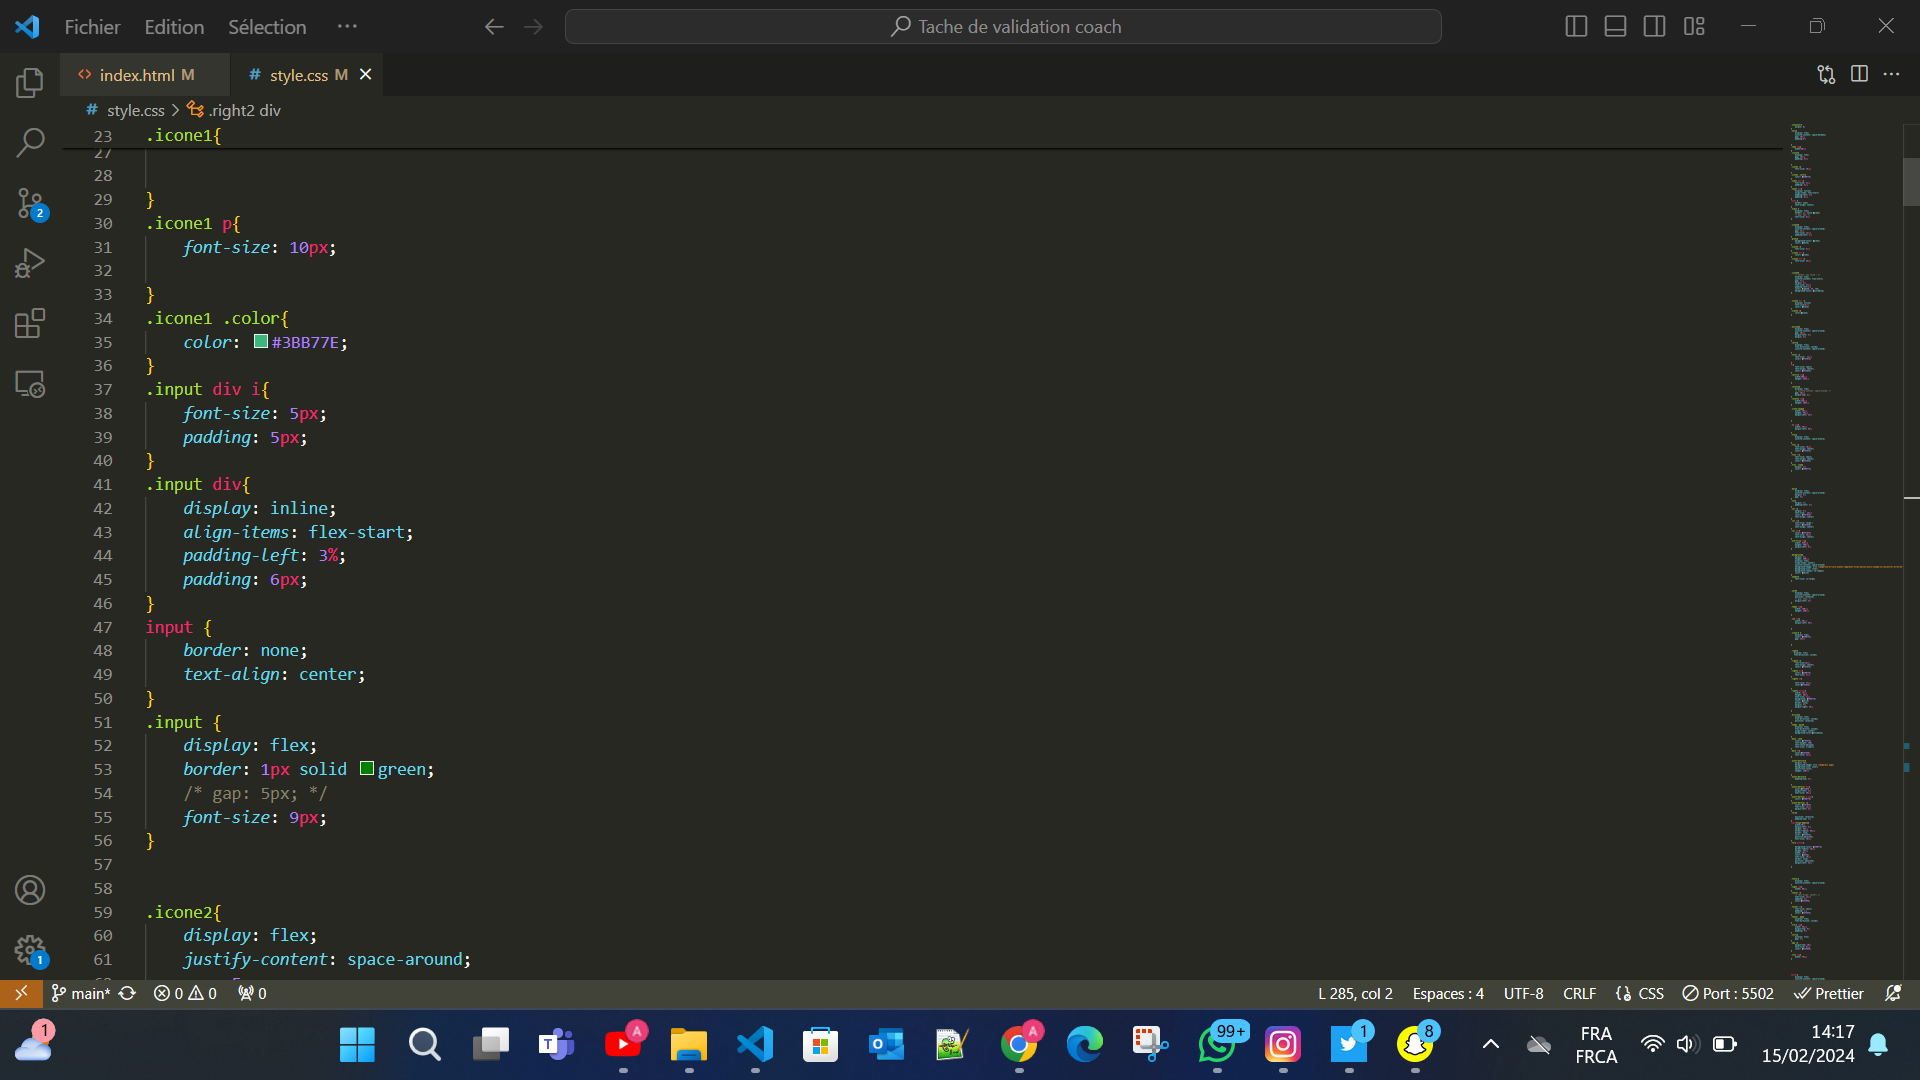 Fichier Edition Sélection ··· Tache de validation coach
index.html M style.css M
# style.css > .right2 div
23 .icone1{
27
28
29 }
30 .icone1 p{
31 font-size: 10px;
32
33 }
34 .icone1 .color{
35 color: #3BB77E;
36 }
37 .input div i{
38 font-size: 5px;
39 padding: 5px;
40 }
41 .input div{
42 display: inline;
43 align-items: flex-start;
44 padding-left: 3%;
45 padding: 6px;
46 }
47 input {
48 border: none;
49 text-align: center;
50 }
51 .input {
52 display: flex;
53 border: 1px solid green;
54 /* gap: 5px; */
55 font-size: 9px;
56 }
57
58
59 .icone2{
60 display: flex;
61 justify-content: space-around;
2
1
main* 0 0 0 L 285, col 2 Espaces : 4 UTF-8 CRLF CSS Port : 5502 Prettier
1 A A 99+ 1 8 FRA FRCA 14:17 15/02/2024